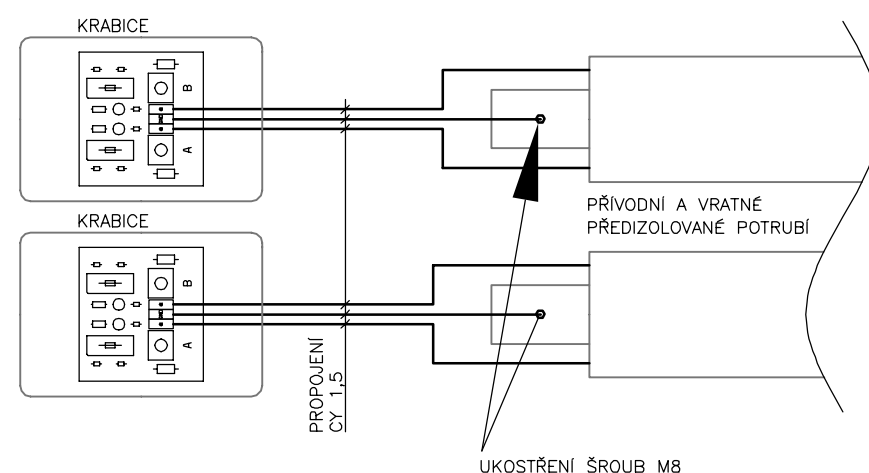 KRABICE
B
A
PŘÍVODNÍ A VRATNÉ
PŘEDIZOLOVANÉ POTRUBÍ
KRABICE
B
A
PROPOJENÍ
CY 1,5
UKOSTŘENÍ ŠROUB M8